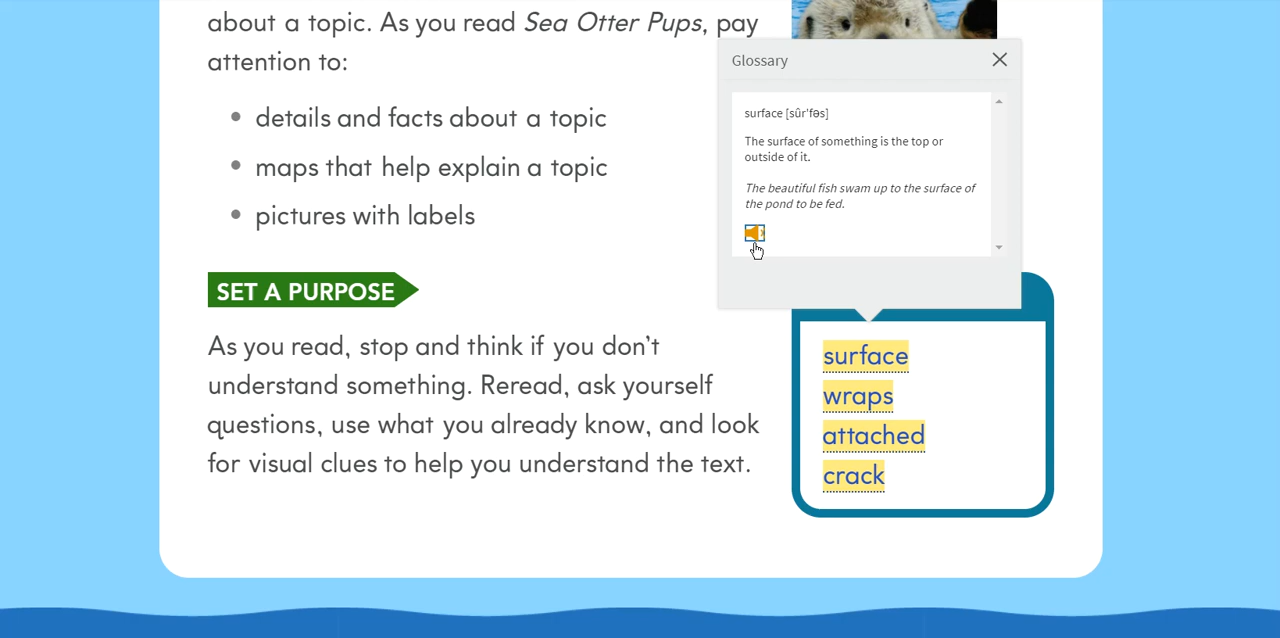 about a topic. As you read Sea Otter Pups, pay
attention to:
• details and facts about a topic
• maps that help explain a topic
• pictures with labels
SET A PURPOSE
As you read, stop and think if you don't
understand something. Reread, ask yourself
questions, use what you already know, and look
for visual clues to help you understand the text.
Glossary
surface [sûr'fəs]
The surface of something is the top or
outside of it.
The beautiful fish swam up to the surface of
the pond to be fed.
surface
wraps
attached
crack